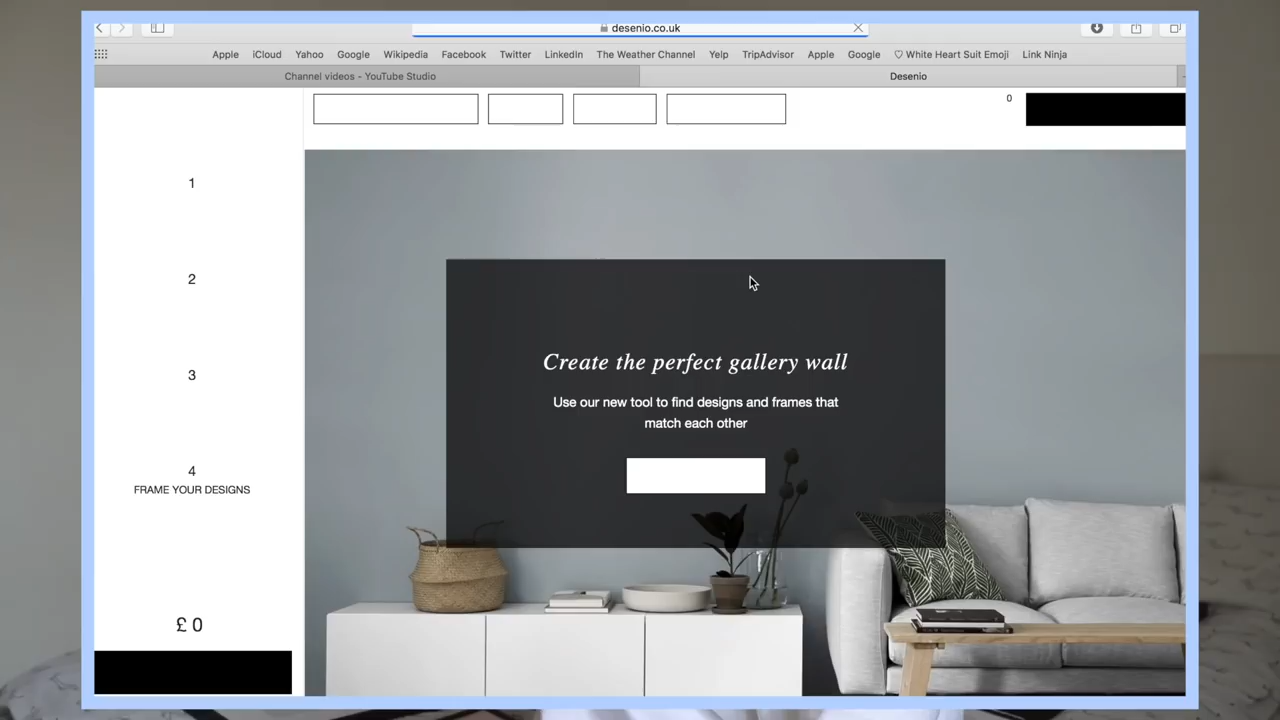 desenio.co.uk
Apple iCloud Yahoo Google Wikipedia Facebook Twitter LinkedIn The Weather Channel Yelp TripAdvisor Apple Google ♡ White Heart Suit Emoji Link Ninja
Channel videos - YouTube Studio Desenio
0
1
2
3
4
FRAME YOUR DESIGNS
£ 0
Create the perfect gallery wall
Use our new tool to find designs and frames that
match each other